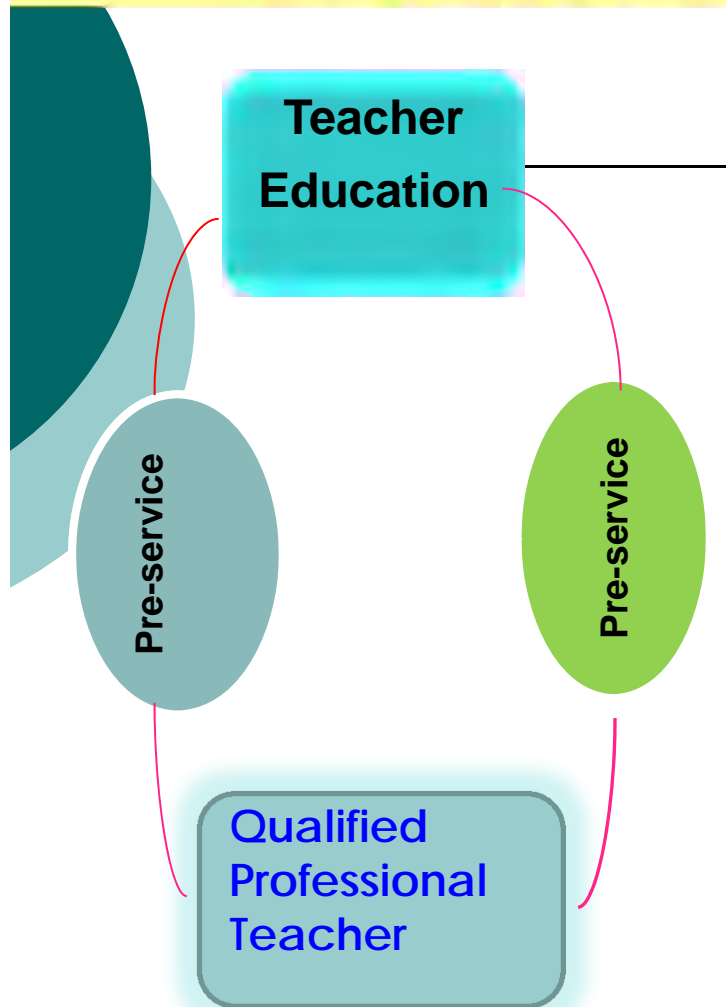 Teacher
Education
Pre-service
Pre-service
Qualified
Professional
Teacher